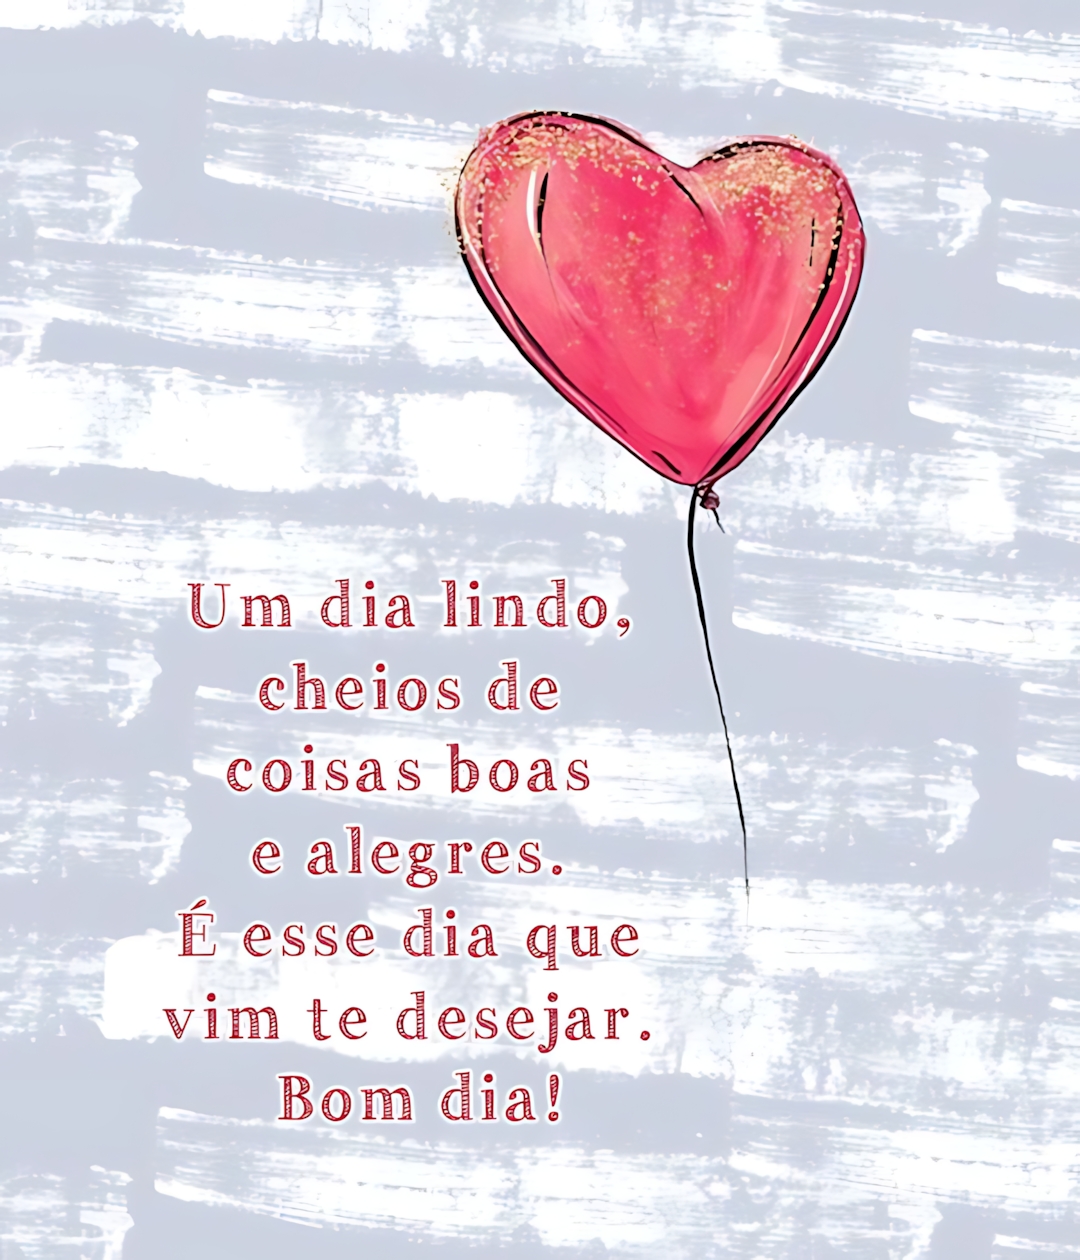 Um dia lindo,
cheios de
coisas boas
e alegres.
É esse dia que
vim te desejar.
Bom dia!